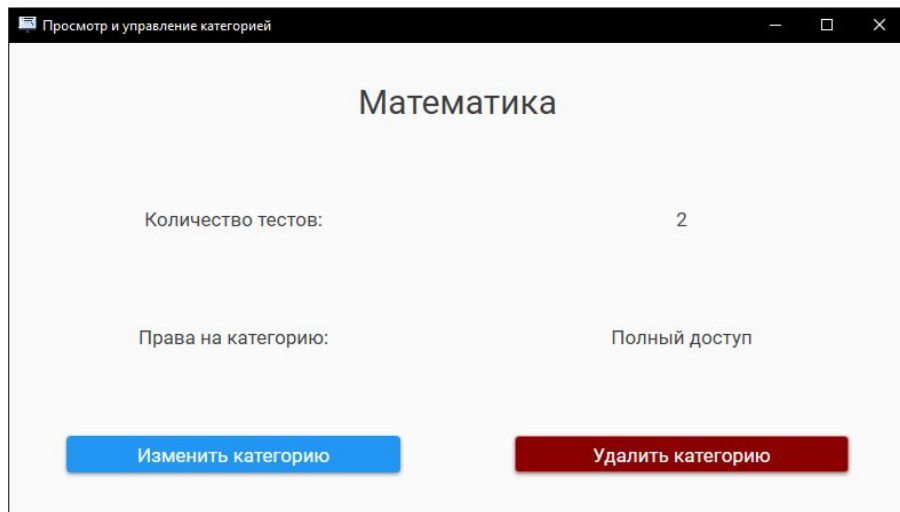 Просмотр и управление категорией
Математика
Количество тестов: 2
Права на категорию: Полный доступ
Изменить категорию Удалить категорию